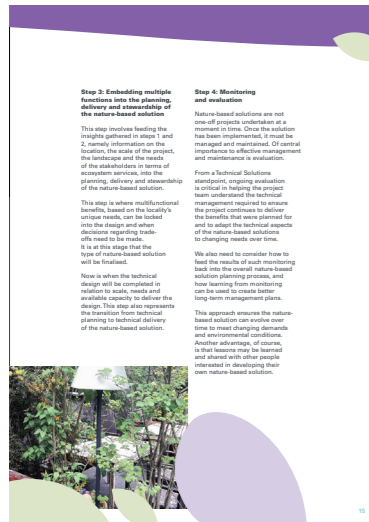 Step 3: Embedding multiple
functions into the planning,
delivery and stewardship of
the nature-based solution
This step involves feeding the
insights gathered in steps 1 and
2, namely information on the
location, the scale of the project,
the landscape and the needs
of the stakeholders in terms of
ecosystem services, into the
planning, delivery and stewardship
of the nature-based solution.
This step is where multifunctional
benefits, based on the locality's
unique needs, can be locked
into the design and when
decisions regarding trade-
offs need to be made.
It is at this stage that the
type of nature-based solution
will be finalised.
Now is when the technical
design will be completed in
relation to scale, needs and
available capacity to deliver the
design. This step also represents
the transition from technical
planning to technical delivery
of the nature-based solution.
Step 4: Monitoring
and evaluation
Nature-based solutions are not
one-off projects undertaken at a
moment in time. Once the solution
has been implemented, it must be
managed and maintained. Of central
importance to effective management
and maintenance is evaluation.
From a Technical Solutions
standpoint, ongoing evaluation
is critical in helping the project
team understand the technical
management required to ensure
the project continues to deliver
the benefits that were planned for
and to adapt the technical aspects
of the nature-based solutions
to changing needs over time.
We also need to consider how to
feed the results of such monitoring
back into the overall nature-based
solution planning process, and
how learning from monitoring
can be used to create better
long-term management plans.
This approach ensures the nature-
based solution can evolve over
time to meet changing demands
and environmental conditions.
Another advantage, of course,
is that lessons may be learned
and shared with other people
interested in developing their
own nature-based solution.
15